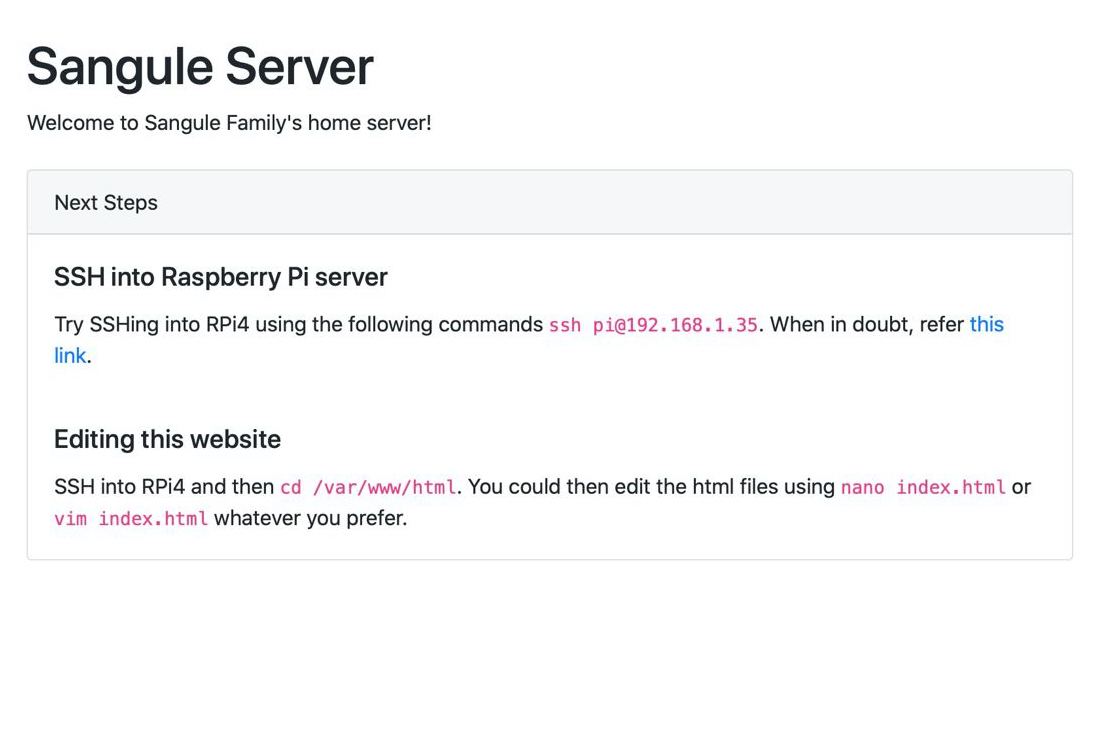 Sangule Server
Welcome to Sangule Family's home server!
Next Steps
SSH into Raspberry Pi server
Try SSHing into RPi4 using the following commands ssh pi@192.168.1.35. When in doubt, refer this
link.
Editing this website
SSH into RPi4 and then cd /var/www/html. You could then edit the html files using nano index.html or
vim index.html whatever you prefer.